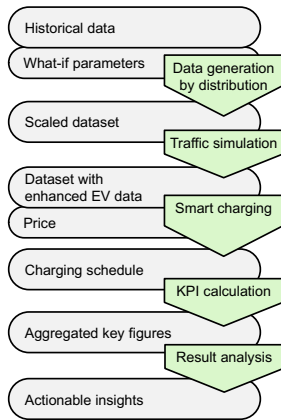 Historical data
What-if parameters
Data generation
by distribution
Scaled dataset
Traffic simulation
Dataset with
enhanced EV data
Price
Smart charging
Charging schedule
KPI calculation
Aggregated key figures
Result analysis
Actionable insights